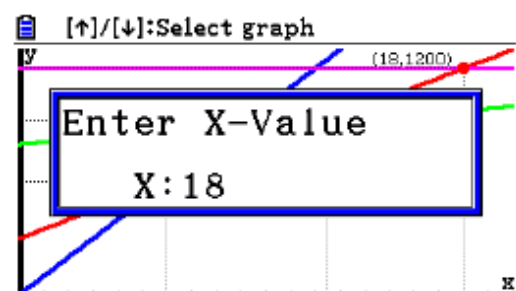 [↑]/[↓]:Select graph
y
(18,1200)
Enter X-Value
X:18
x